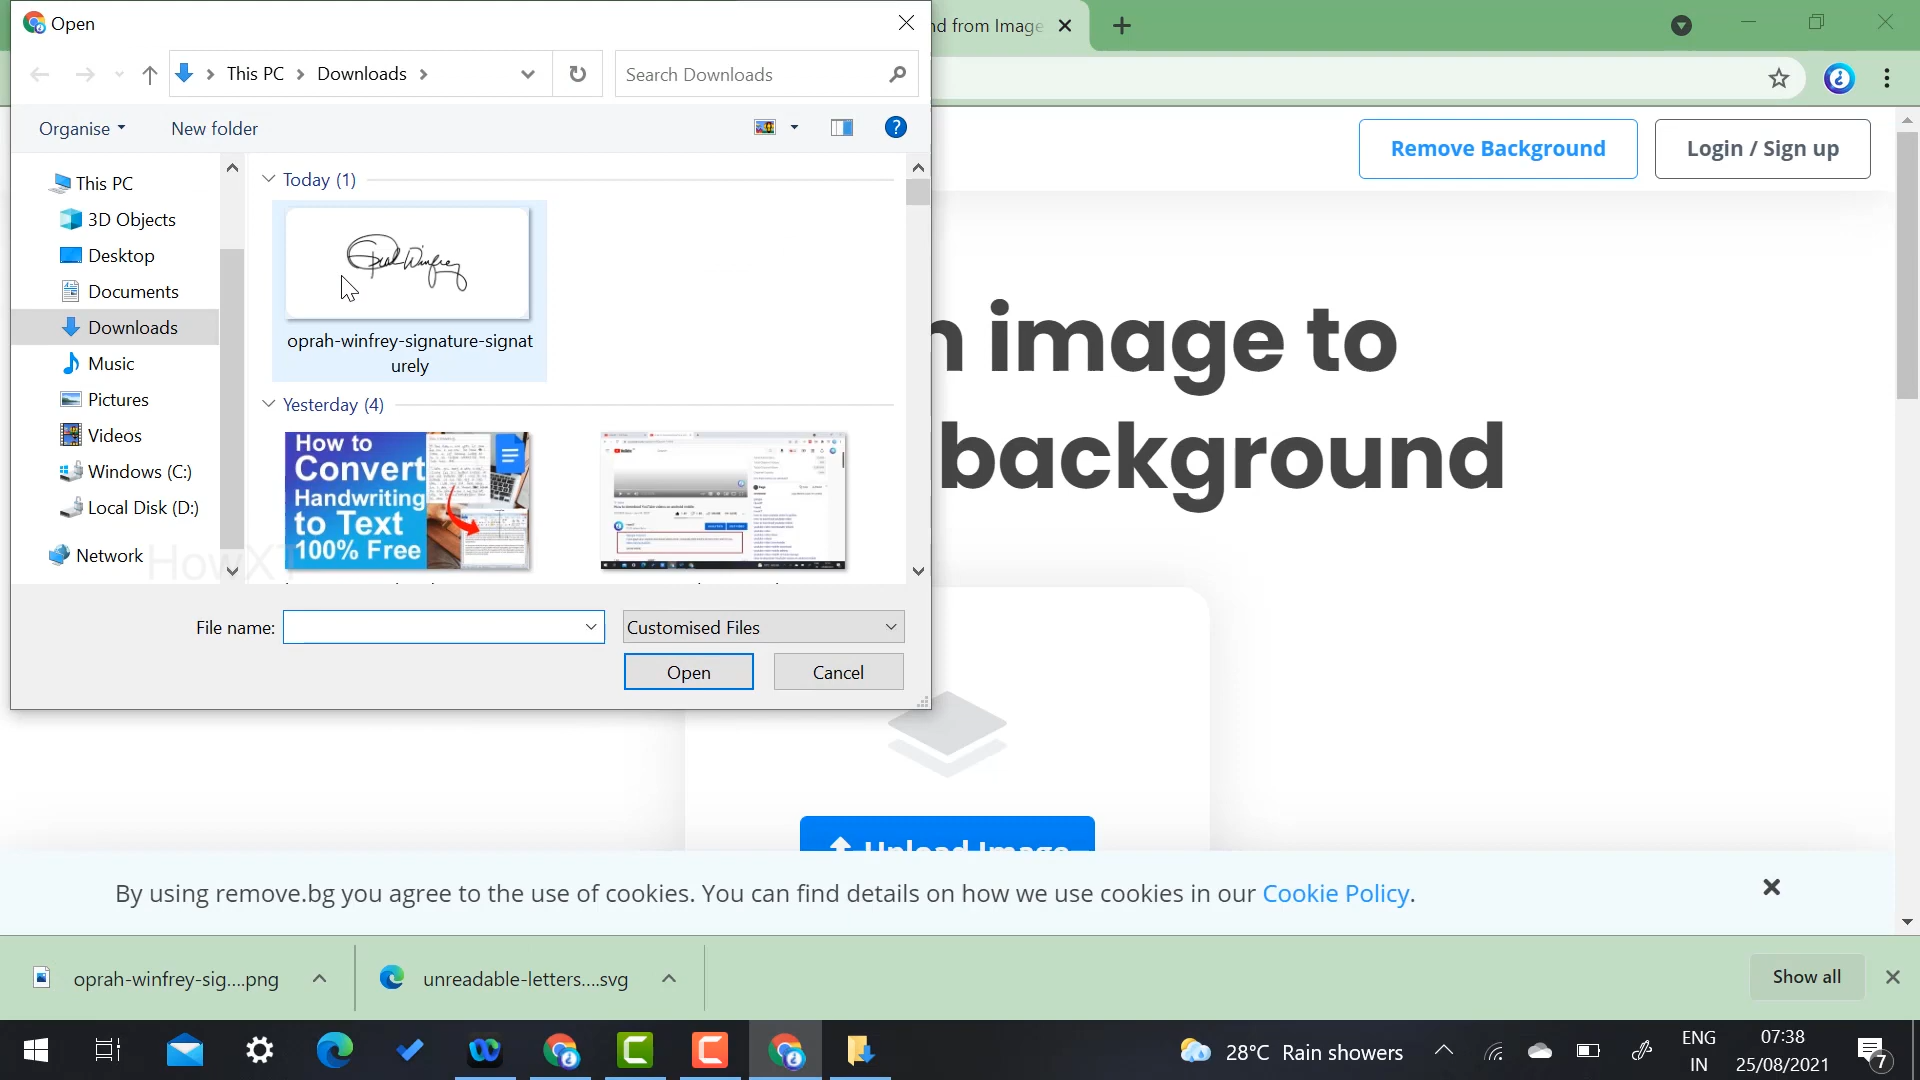 Open
nd from Image
This PC
Downloads
Search Downloads
Organise
New folder
Remove Background
Login / Sign up
This PC
3D Objects
Desktop
Documents
Downloads
Music
Pictures
Videos
Windows (C:)
Local Disk (D:)
Network
HowXT
Today (1)
oprah-winfrey-signature-signat
urely
Yesterday (4)
How to
Convert
Handwriting
to Text
100% Free
n image to
background
File name:
Customised Files
Open
Cancel
Upload Image
By using remove.bg you agree to the use of cookies. You can find details on how we use cookies in our Cookie Policy.
oprah-winfrey-sig....png
unreadable-letters....svg
Show all
28°C Rain showers
ENG
IN
07:38
25/08/2021
7